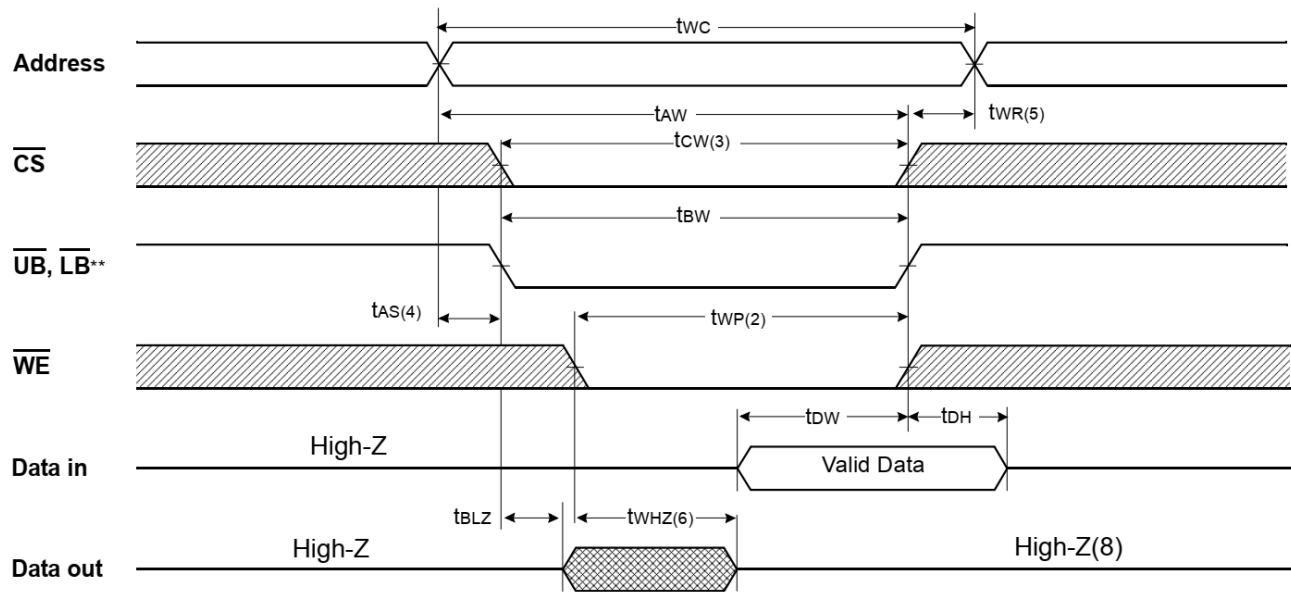 tWC
Address
tAW
tWR(5)
tCW(3)
CS
tBW
UB, LB**
tAS(4)
tWP(2)
WE
tDW
tDH
High-Z
Data in
Valid Data
tBLZ
tWHZ(6)
High-Z
High-Z(8)
Data out